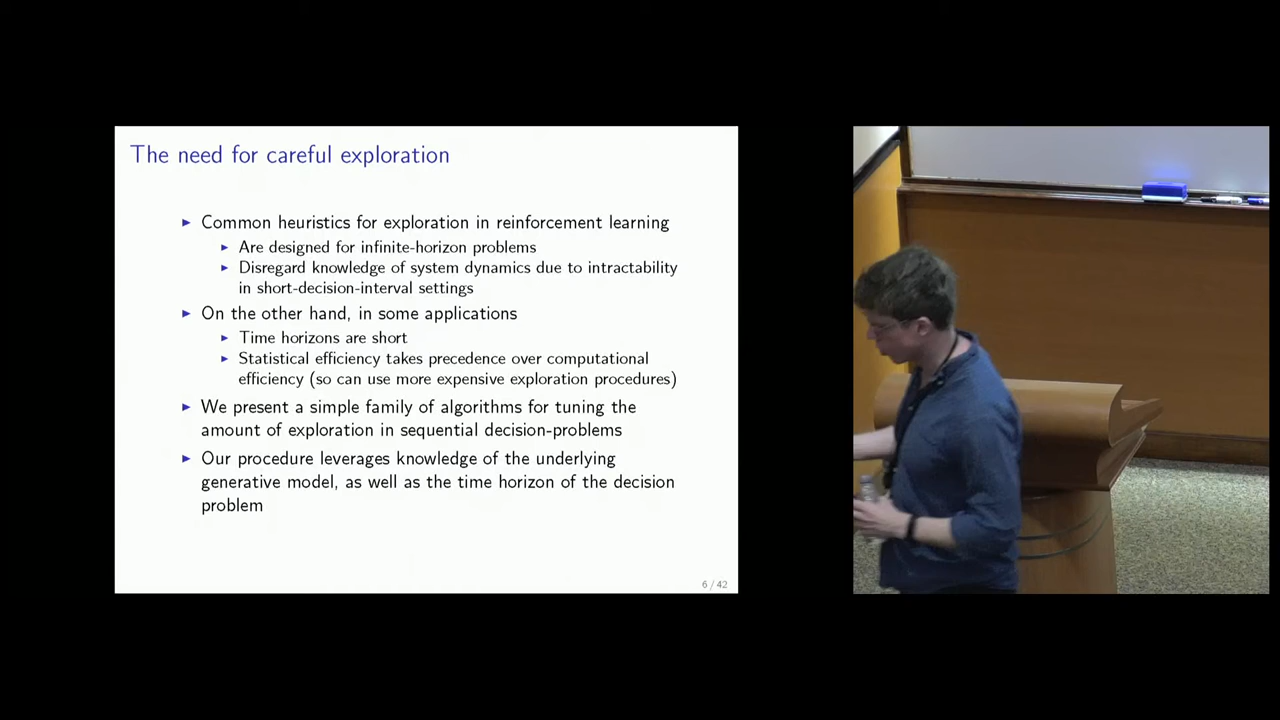 The need for careful exploration
▶ Common heuristics for exploration in reinforcement learning
▶ Are designed for infinite-horizon problems
▶ Disregard knowledge of system dynamics due to intractability
in short-decision-interval settings
▶ On the other hand, in some applications
▶ Time horizons are short
▶ Statistical efficiency takes precedence over computational
efficiency (so can use more expensive exploration procedures)
▶ We present a simple family of algorithms for tuning the
amount of exploration in sequential decision-problems
▶ Our procedure leverages knowledge of the underlying
generative model, as well as the time horizon of the decision
problem
6 / 42